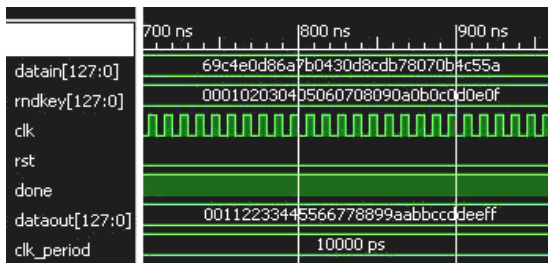 700 ns 800 ns 900 ns
datain[127:0] 69c4e0d86a7b0430d8cdb78070b4c55a
rndkey[127:0] 000102030405060708090a0b0c0d0e0f
clk
rst
done
dataout[127:0] 00112233445566778899aabbccddeeff
clk_period 10000 ps